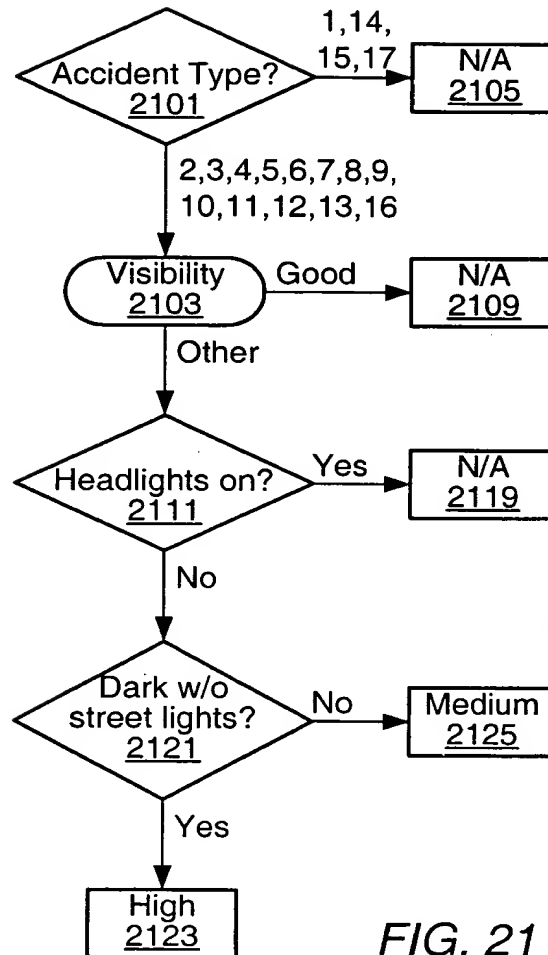 1,14,
15,17
Accident Type?
2101
N/A
2105
2,3,4,5,6,7,8,9,
10,11,12,13,16
Visibility
2103
Good
N/A
2109
Other
Headlights on?
2111
Yes
N/A
2119
No
Dark w/o
street lights?
2121
No
Medium
2125
Yes
High
2123
FIG. 21